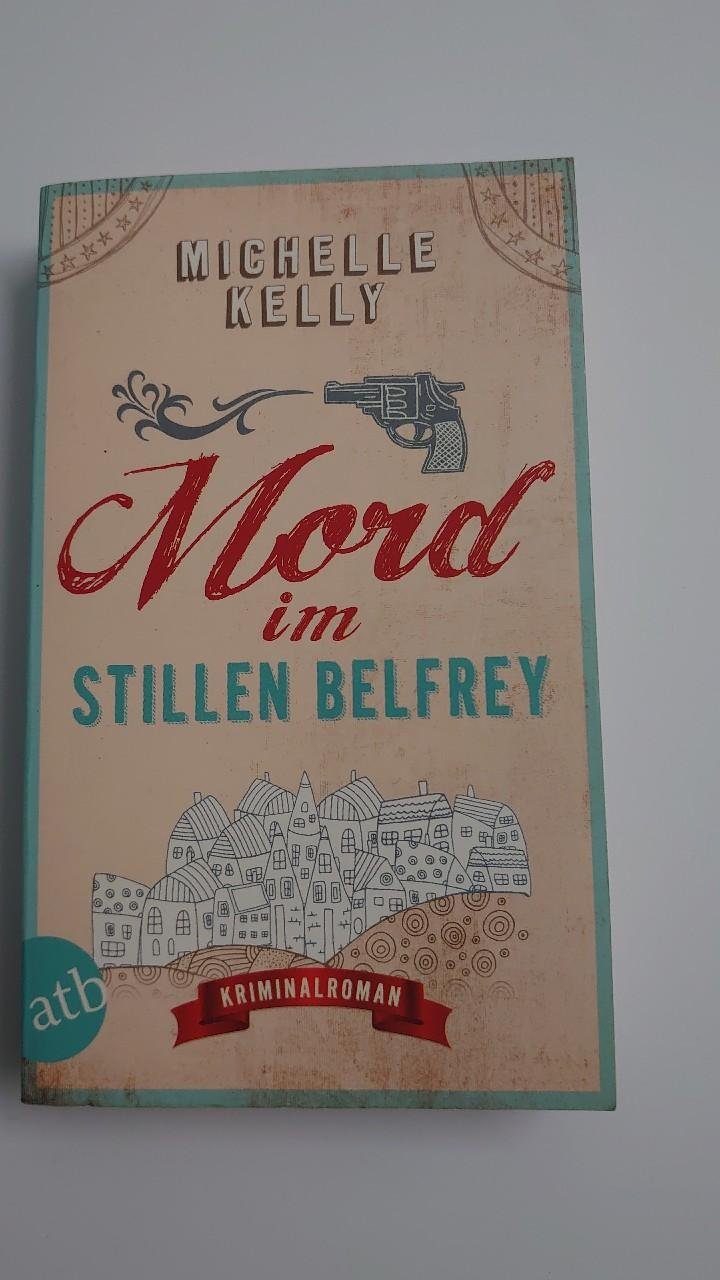 MICHELLE
KELLY
Mord
im
STILLEN BELFREY
KRIMINALROMAN
atb